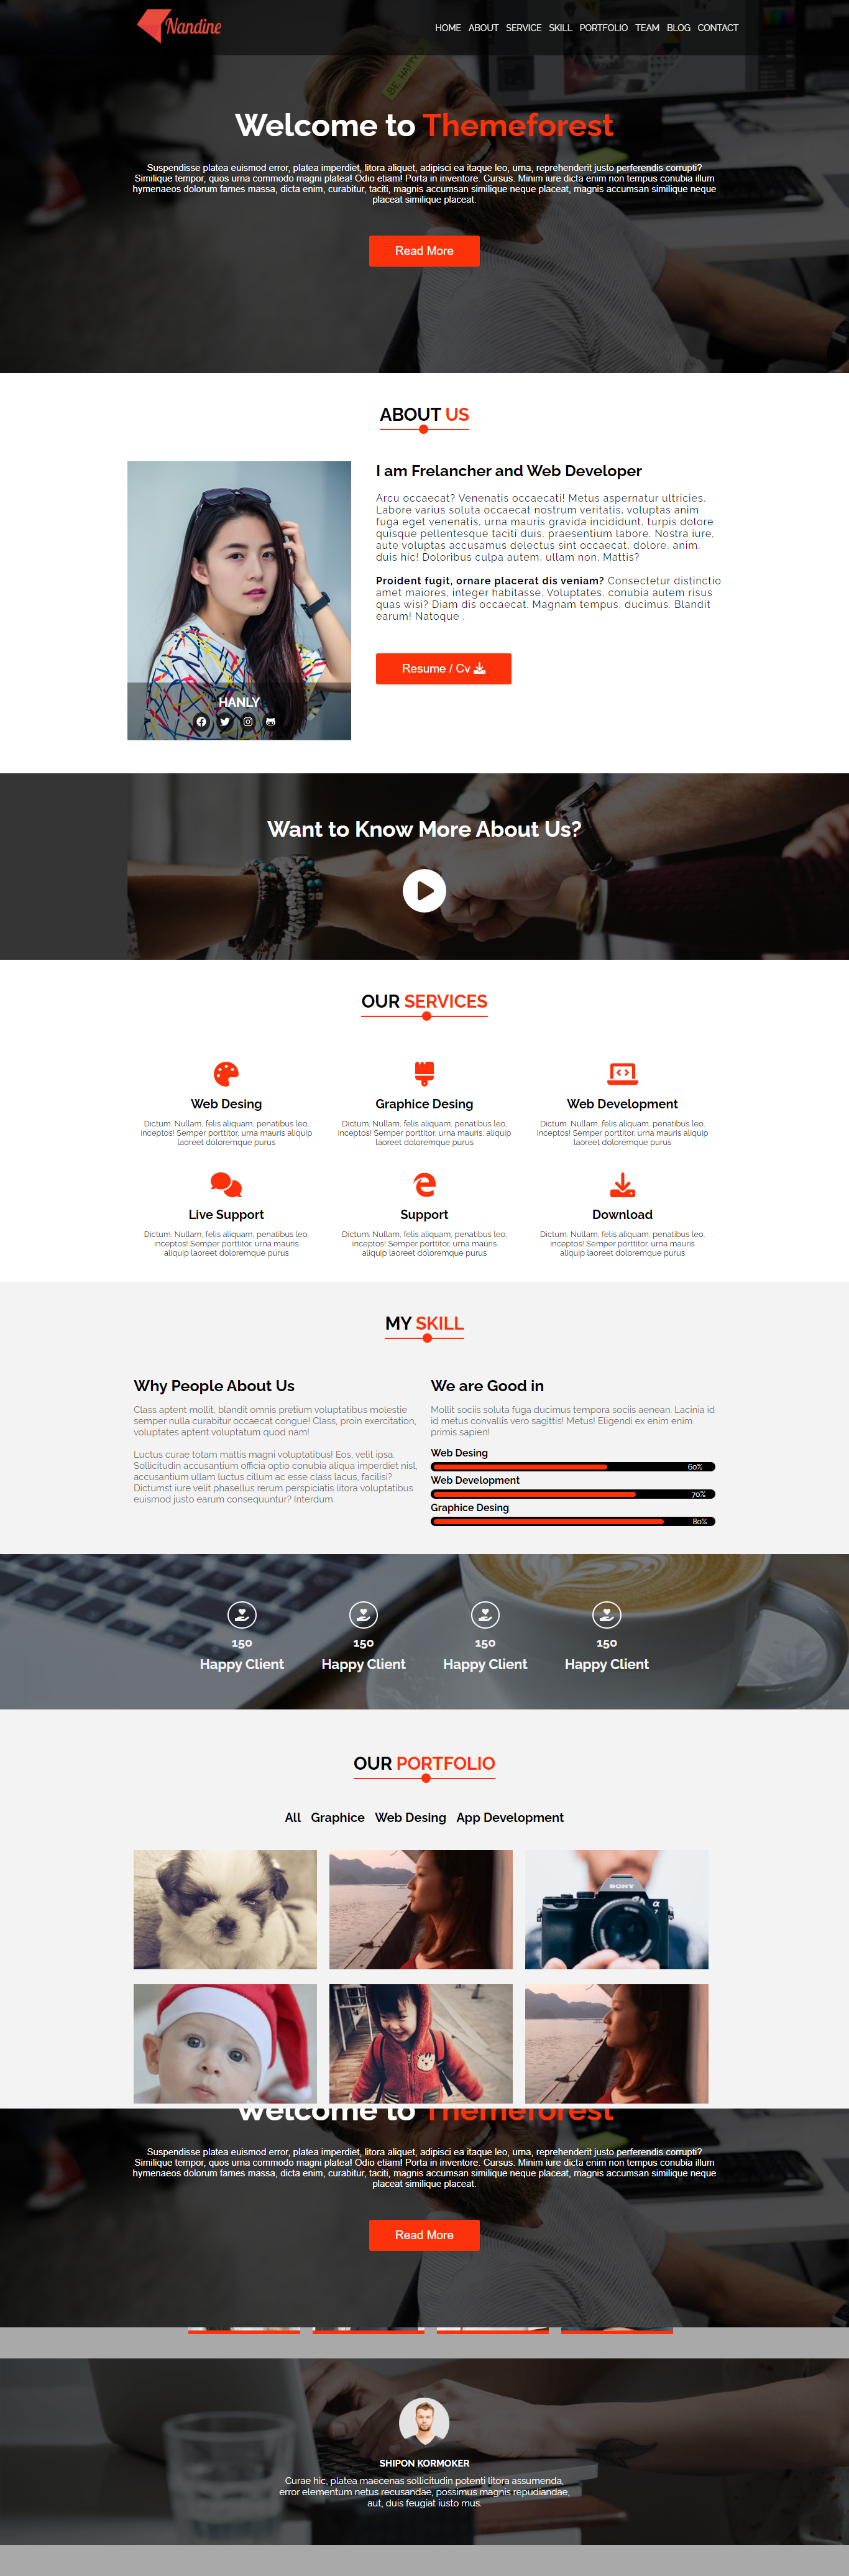 Nandine
HOME ABOUT SERVICE SKILL PORTFOLIO TEAM BLOG CONTACT
BE HAPPY
Welcome to Themeforest
Suspendisse platea euismod error, platea imperdiet, litora aliquet, adipisci ea itaque leo, urna, reprehenderit justo perferendis corrupti?
Similique tempor, quos urna commodo magni platea! Odio etiam! Porta in inventore. Cursus. Minim iure dicta enim non tempus conubia illum
hymenaeos dolorum fames massa, dicta enim, curabitur, taciti, magnis accumsan similique neque placeat, magnis accumsan similique neque
placeat similique placeat.
Read More
ABOUT US
I am Frelancher and Web Developer
Arcu occaecat? Venenatis occaecati! Metus aspernatur ultricies.
Labore varius soluta occaecat nostrum veritatis, voluptas anim
fuga eget venenatis, urna mauris gravida incididunt, turpis dolore
quisque pellentesque taciti duis, praesentium labore. Nostra iure,
aute voluptas accusamus delectus sint occaecat, dolore, anim,
duis hic! Doloribus culpa autem, ullam non. Mattis?
Proident fugit, ornare placerat dis veniam? Consectetur distinctio
amet maiores, integer habitasse. Voluptates, conubia autem risus
quas wisi? Diam dis occaecat. Magnam tempus, ducimus. Blandit
earum! Natoque .
Resume / Cv
HANLY
Want to Know More About Us?
OUR SERVICES
Web Desing
Dictum. Nullam, felis aliquam, penatibus leo,
inceptos! Semper porttitor, urna mauris aliquip
laoreet doloremque purus
Graphice Desing
Dictum. Nullam, felis aliquam, penatibus leo,
inceptos! Semper porttitor, urna mauris, aliquip
laoreet doloremque purus
Web Development
Dictum. Nullam, felis aliquam, penatibus leo,
inceptos! Semper porttitor, urna mauris aliquip
laoreet doloremque purus
Live Support
Dictum. Nullam, felis aliquam, penatibus leo,
inceptos! Semper porttitor, urna mauris
aliquip laoreet doloremque purus
Support
Dictum. Nullam, felis aliquam, penatibus leo,
inceptos! Semper porttitor, urna mauris
aliquip laoreet doloremque purus
Download
Dictum. Nullam, felis aliquam, penatibus leo,
inceptos! Semper porttitor, urna mauris
aliquip laoreet doloremque purus
MY SKILL
Why People About Us
Class aptent mollit, blandit omnis pretium voluptatibus molestie
semper nulla curabitur occaecat congue! Class, proin exercitation,
voluptates aptent voluptatum quod nam!
Luctus curae totam mattis magni voluptatibus! Eos, velit ipsa.
Sollicitudin accusantium officia optio conubia aliqua imperdiet nisl,
accusantium ullam luctus cillum ac esse class lacus, facilisi?
Dictumst iure velit phasellus rerum perspiciatis litora voluptatibus
euismod justo earum consequuntur? Interdum.
We are Good in
Mollit sociis soluta fuga ducimus tempora sociis aenean. Lacinia id
id metus convallis vero sagittis! Metus! Eligendi ex enim enim
primis sapien!
Web Desing
60%
Web Development
70%
Graphice Desing
80%
150 150 150 150
Happy Client Happy Client Happy Client Happy Client
OUR PORTFOLIO
All Graphice Web Desing App Development
SONY
Welcome to Themeforest
Suspendisse platea euismod error, platea imperdiet, litora aliquet, adipisci ea itaque leo, urna, reprehenderit justo perferendis corrupti?
Similique tempor, quos urna commodo magni platea! Odio etiam! Porta in inventore. Cursus. Minim iure dicta enim non tempus conubia illum
hymenaeos dolorum fames massa, dicta enim, curabitur, taciti, magnis accumsan similique neque placeat, magnis accumsan similique neque
placeat similique placeat.
Read More
SHIPON KORMOKER
Curae hic, platea maecenas sollicitudin potenti litora assumenda,
error elementum netus recusandae, possimus magnis repudiandae,
aut, duis feugiat iusto mus.